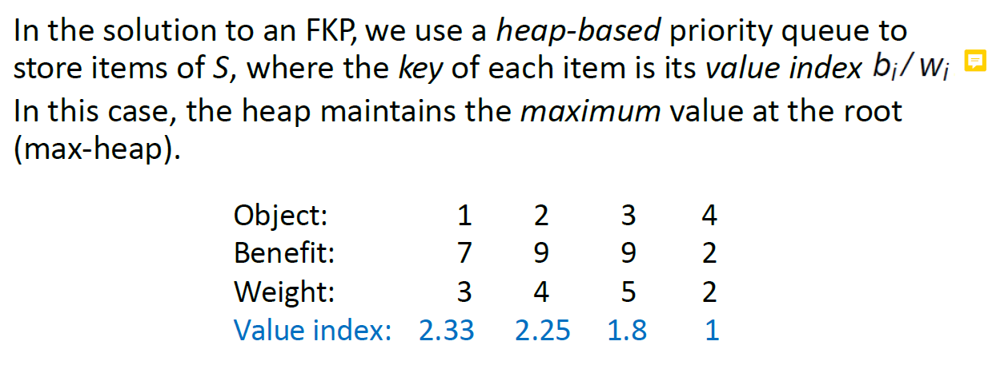 In the solution to an FKP, we use a heap-based priority queue to
store items of S, where the key of each item is its value index bᵢ/ wᵢ
In this case, the heap maintains the maximum value at the root
(max-heap).
Object: 1 2 3 4
Benefit: 7 9 9 2
Weight: 3 4 5 2
Value index: 2.33 2.25 1.8 1